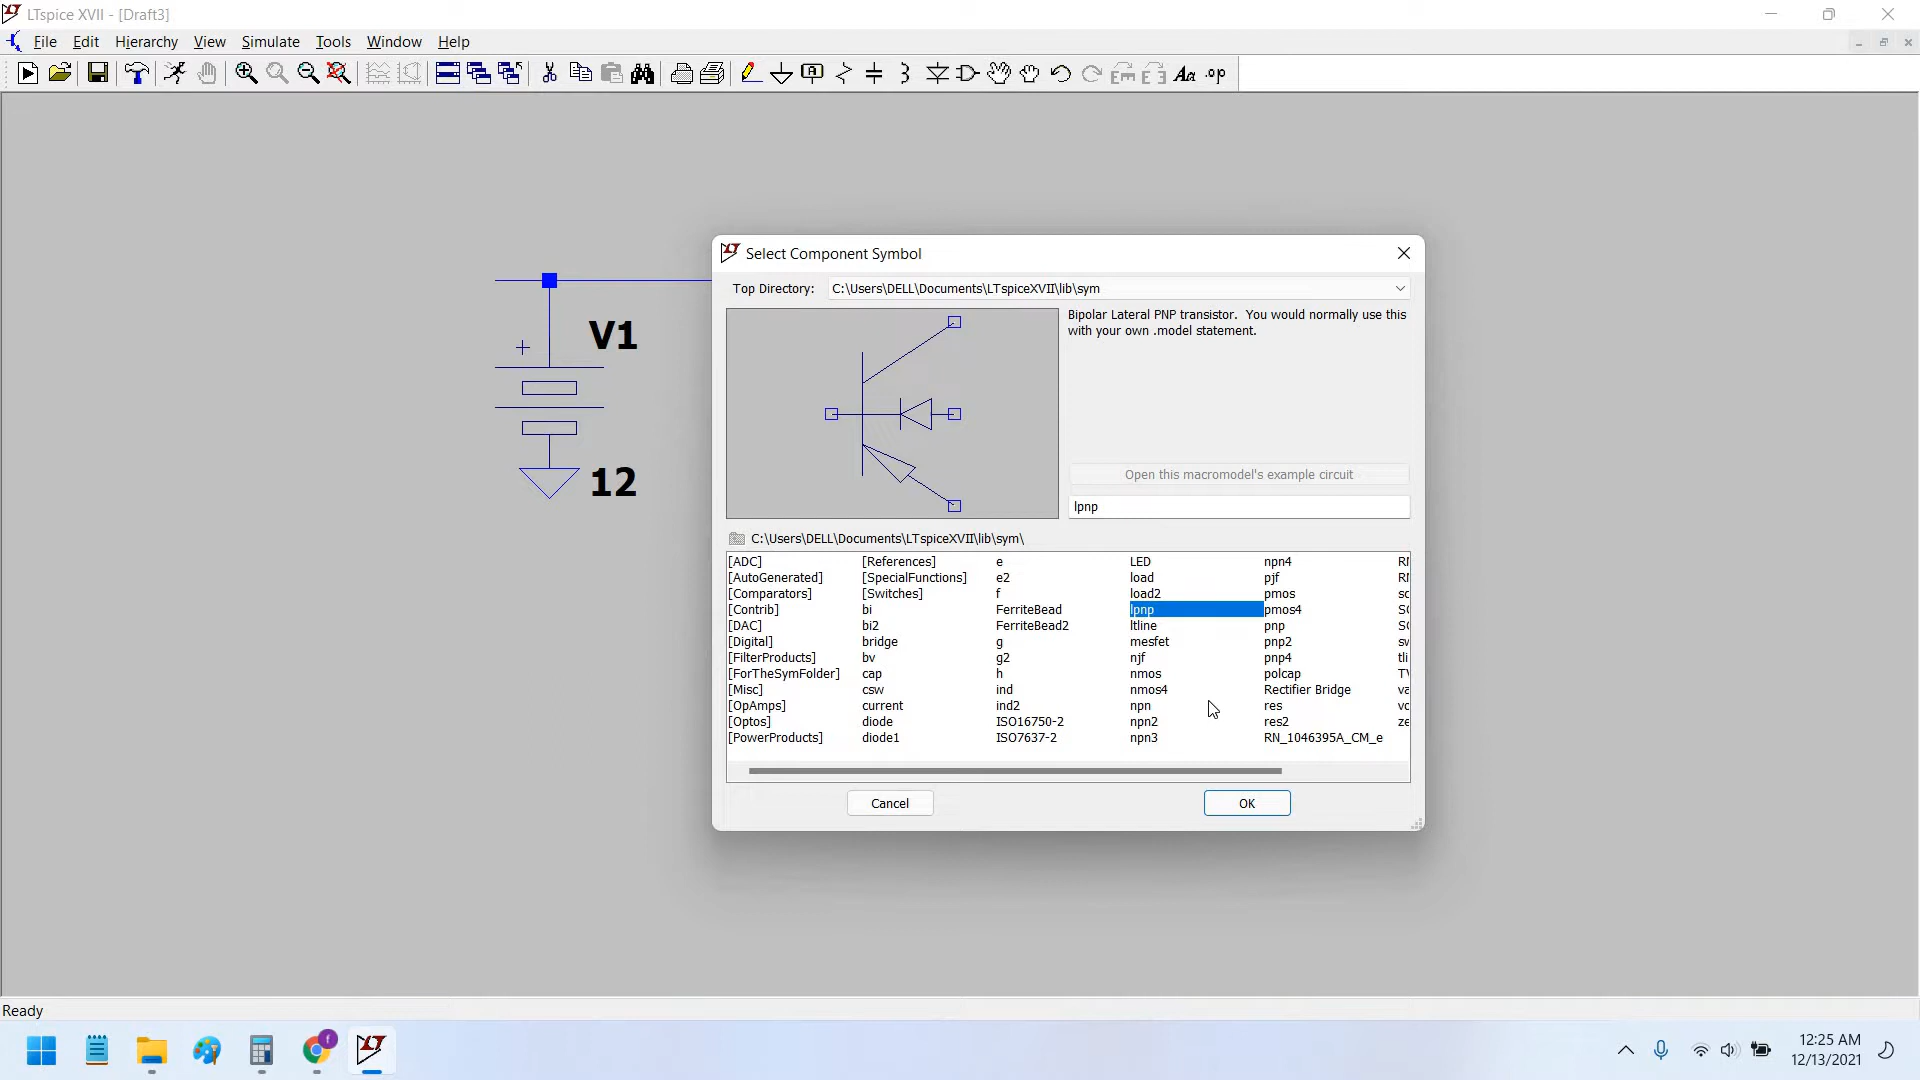 LTspice XVII - [Draft3]
File Edit Hierarchy View Simulate Tools Window Help
.op
V1
+
12
Select Component Symbol
Top Directory: C:\Users\DELL\Documents\LTspiceXVII\lib\sym
Bipolar Lateral PNP transistor. You would normally use this
with your own .model statement.
Open this macromodel's example circuit
lpnp
C:\Users\DELL\Documents\LTspiceXVII\lib\sym\
[ADC] [References] e LED npn4
[AutoGenerated] [SpecialFunctions] e2 load pjf
[Comparators] [Switches] f load2 pmos
[Contrib] bi FerriteBead lpnp pmos4
[DAC] bi2 FerriteBead2 ltline pnp
[Digital] bridge g mesfet pnp2
[FilterProducts] bv g2 njf pnp4
[ForTheSymFolder] cap h nmos polcap
[Misc] csw ind nmos4 Rectifier Bridge
[OpAmps] current ind2 npn res
[Optos] diode ISO16750-2 npn2 res2
[PowerProducts] diode1 ISO7637-2 npn3 RN_1046395A_CM_e
Cancel OK
Ready
12:25 AM
12/13/2021